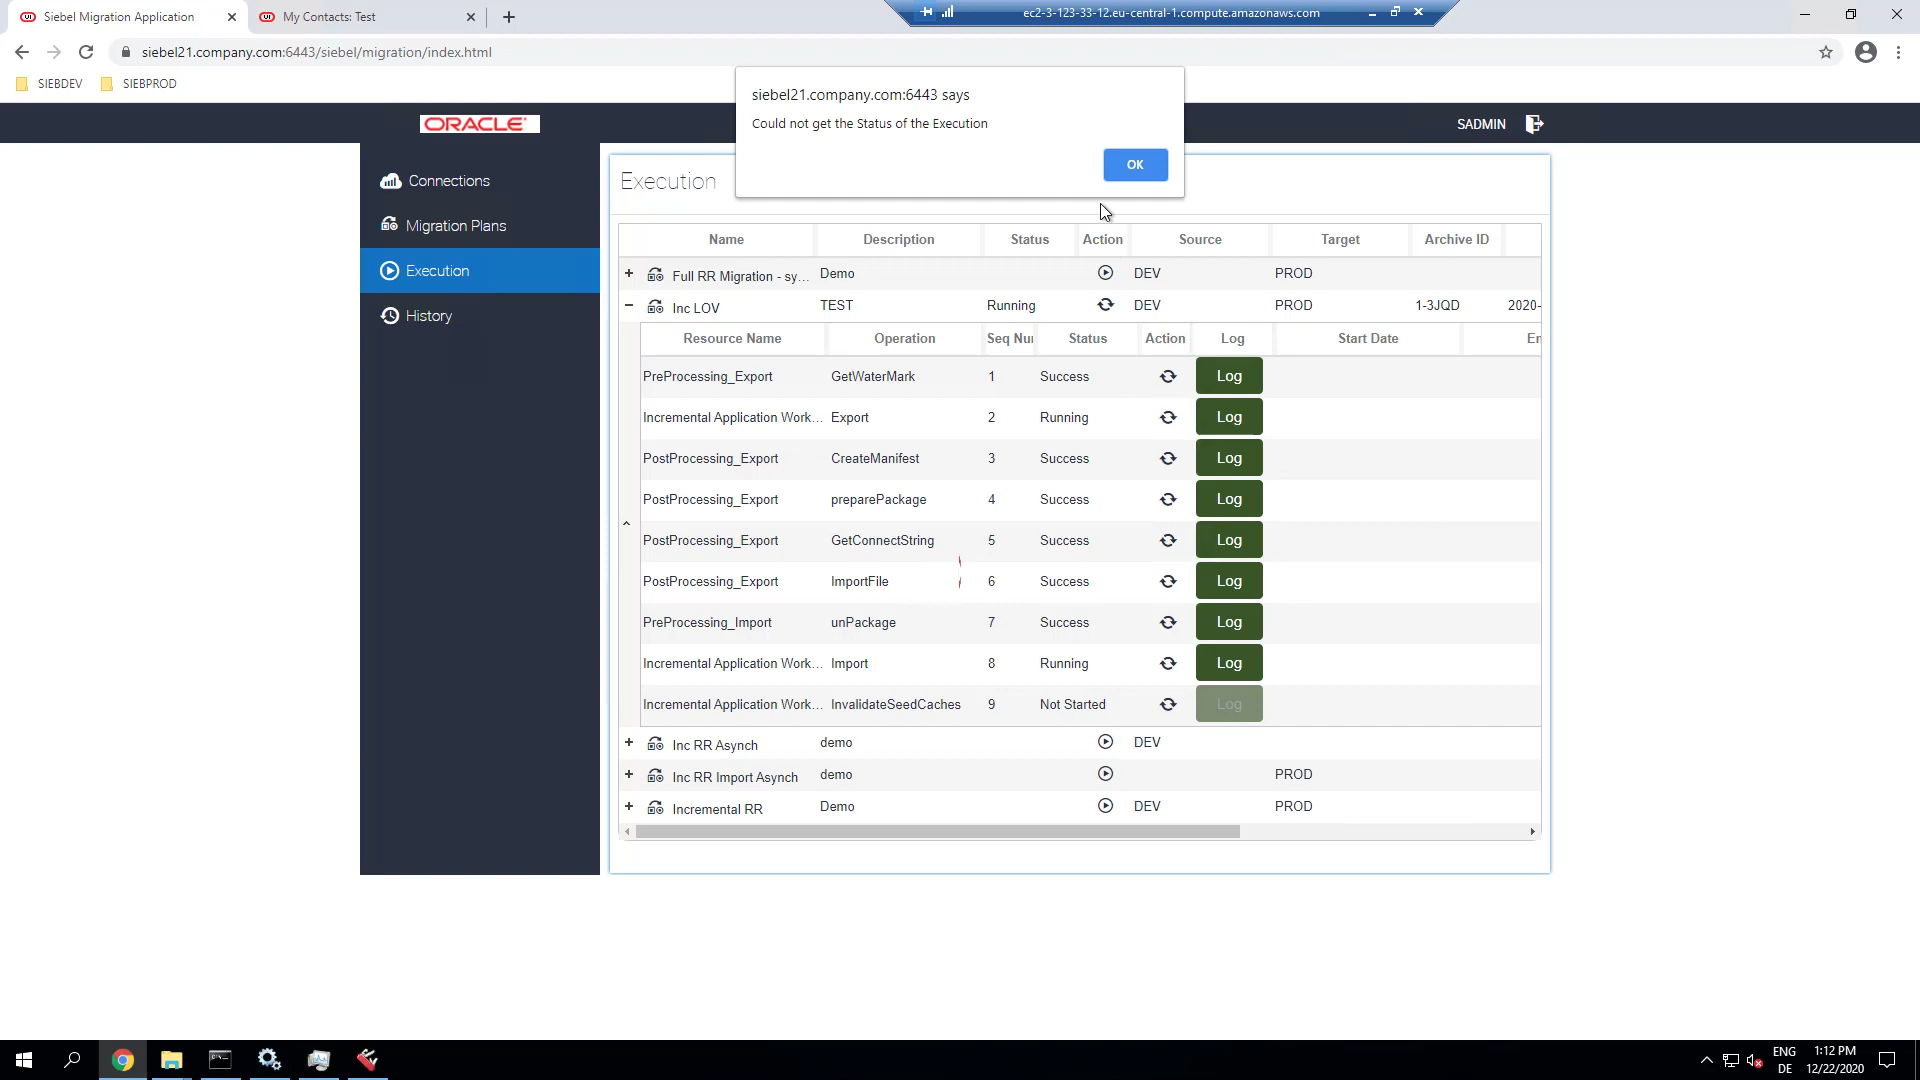 Siebel Migration Application
My Contacts: Test
ec2-3-123-33-12.eu-central-1.compute.amazonaws.com
siebel21.company.com:6443/siebel/migration/index.html
SIEBDEV
SIEBPROD
siebel21.company.com:6443 says
Could not get the Status of the Execution
OK
ORACLE
SADMIN
Connections
Migration Plans
Execution
History
Execution
Name Description Status Action Source Target Archive ID
Full RR Migration - sy... Demo DEV PROD
Inc LOV TEST Running DEV PROD 1-3JQD 2020-
Resource Name Operation Seq Nu Status Action Log Start Date En
PreProcessing_Export GetWaterMark 1 Success Log
Incremental Application Work... Export 2 Running Log
PostProcessing_Export CreateManifest 3 Success Log
PostProcessing_Export preparePackage 4 Success Log
PostProcessing_Export GetConnectString 5 Success Log
PostProcessing_Export ImportFile 6 Success Log
PreProcessing_Import unPackage 7 Success Log
Incremental Application Work... Import 8 Running Log
Incremental Application Work... InvalidateSeedCaches 9 Not Started Log
Inc RR Asynch demo DEV
Inc RR Import Asynch demo PROD
Incremental RR Demo DEV PROD
ENG
DE
1:12 PM
12/22/2020